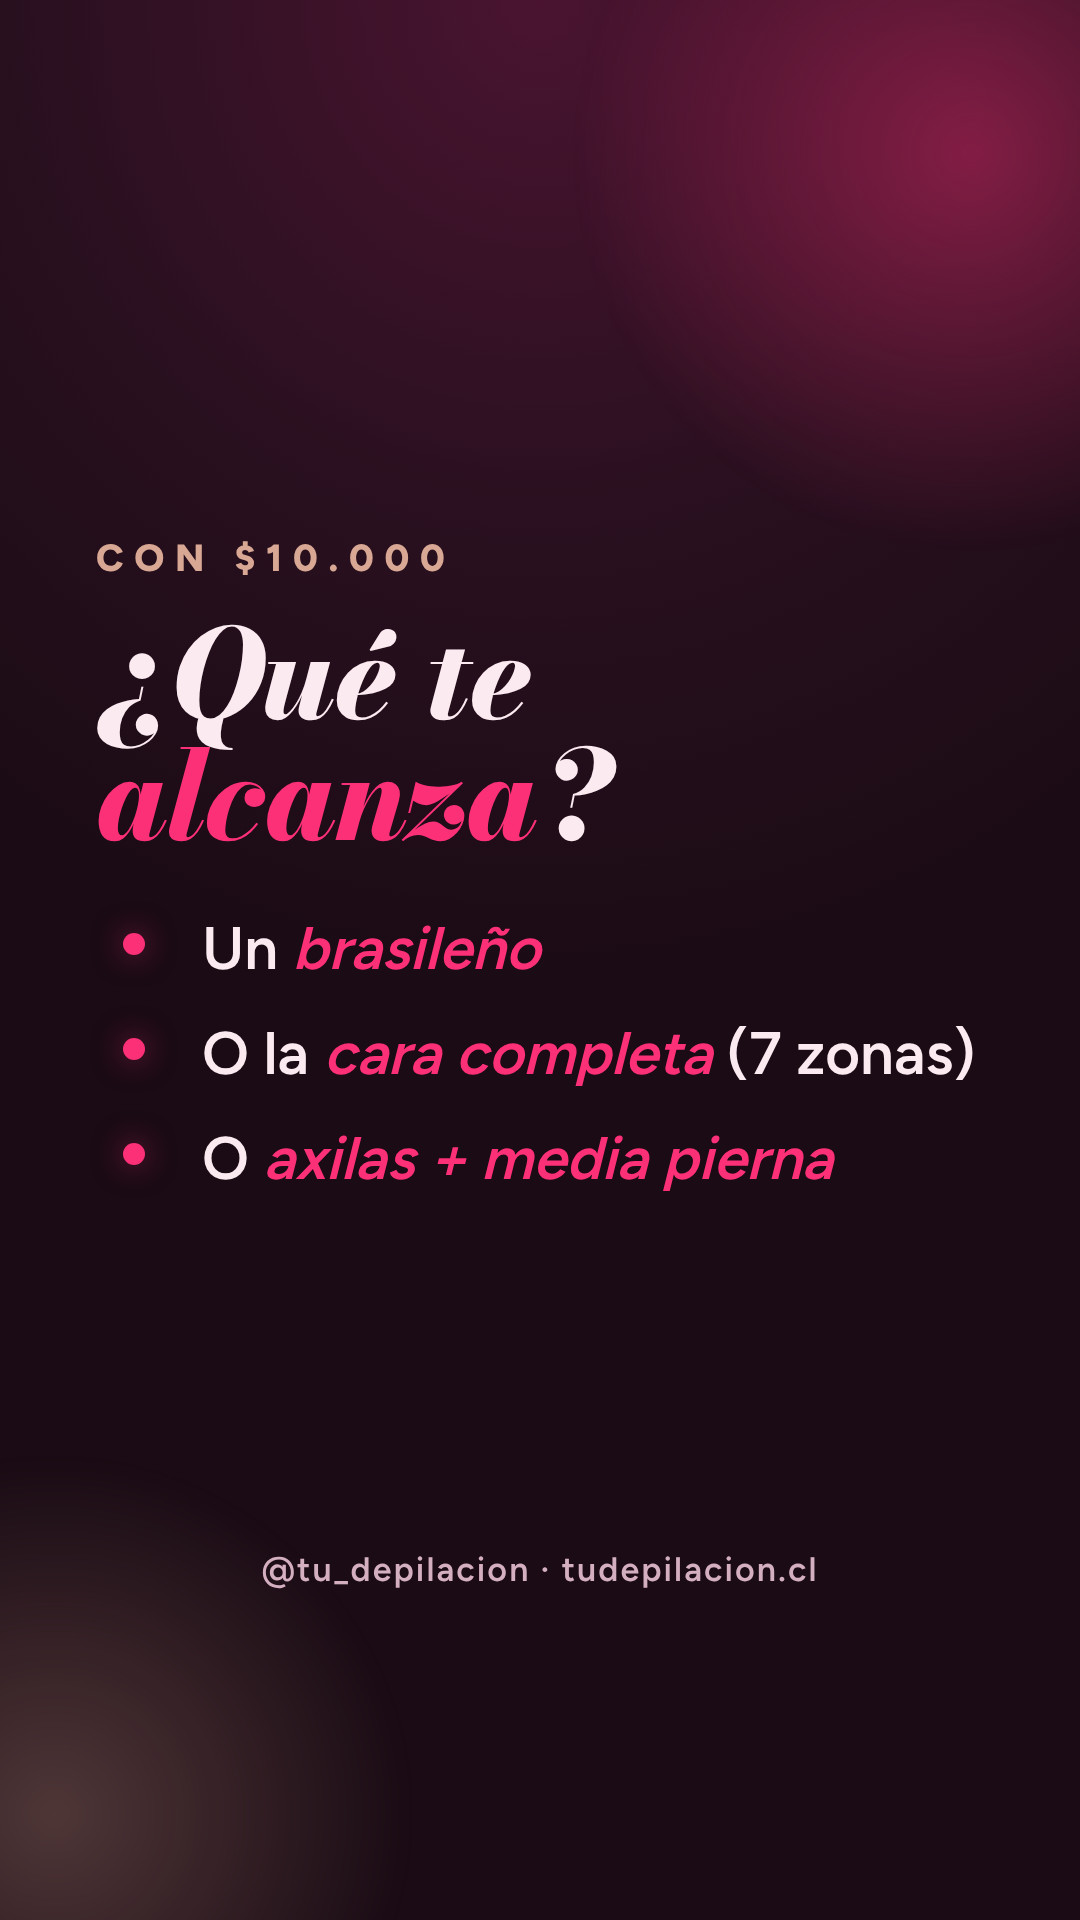 CON $10.000
¿Qué te
alcanza?
Un brasileño
O la cara completa (7 zonas)
O axilas + media pierna
@tu_depilacion · tudepilacion.cl